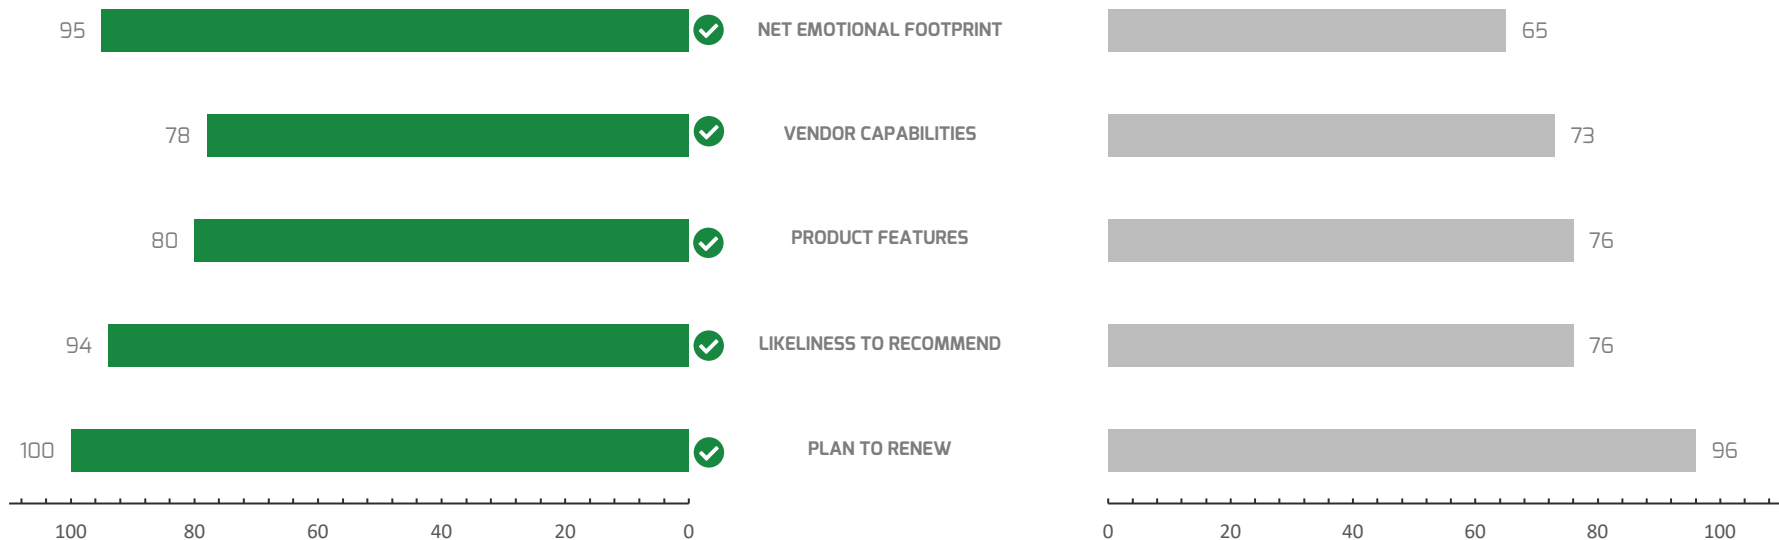 95 NET EMOTIONAL FOOTPRINT 65
78 VENDOR CAPABILITIES 73
80 PRODUCT FEATURES 76
94 LIKELINESS TO RECOMMEND 76
100 PLAN TO RENEW 96
100 80 60 40 20 0 0 20 40 60 80 100